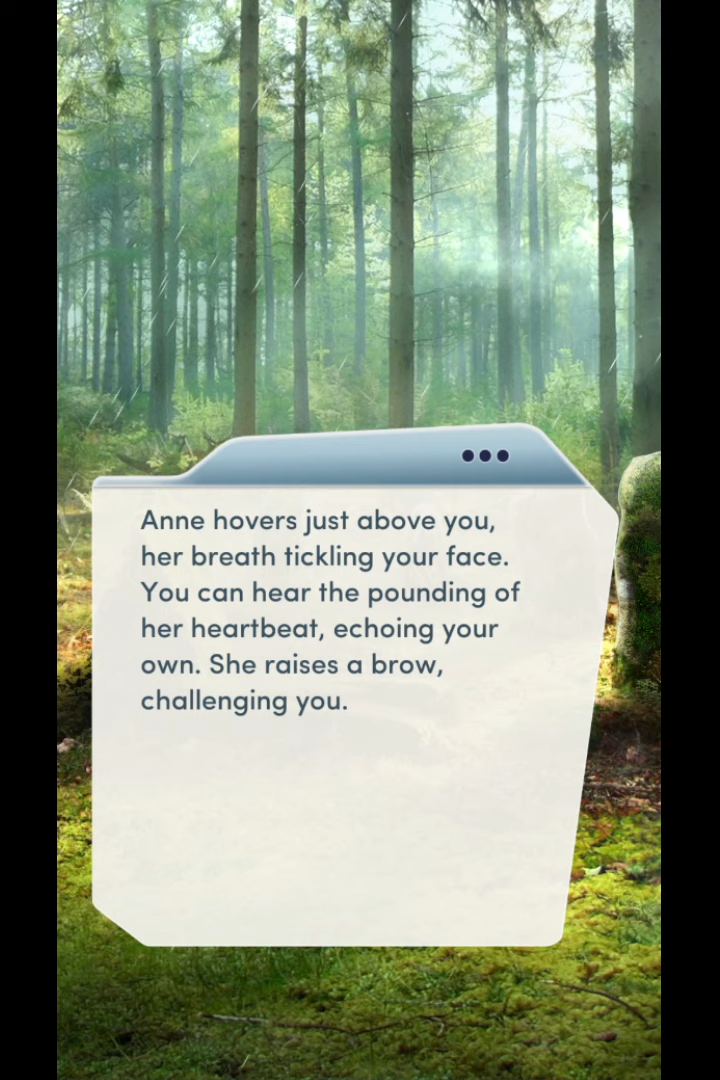 Anne hovers just above you,
her breath tickling your face.
You can hear the pounding of
her heartbeat, echoing your
own. She raises a brow,
challenging you.